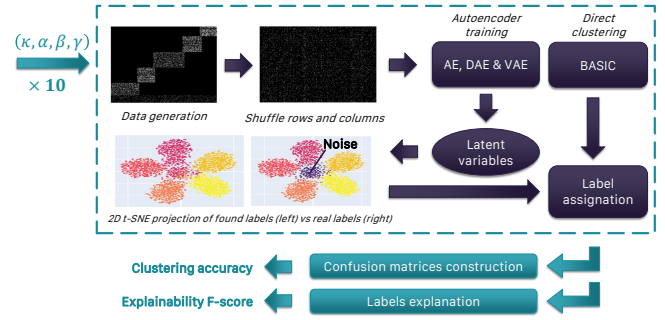 (κ, α, β, γ)
× 10
Autoencoder
training
Direct
clustering
AE, DAE & VAE
BASIC
Data generation
Shuffle rows and columns
Noise
Latent
variables
Label
assignation
2D t-SNE projection of found labels (left) vs real labels (right)
Clustering accuracy
Confusion matrices construction
Explainability F-score
Labels explanation